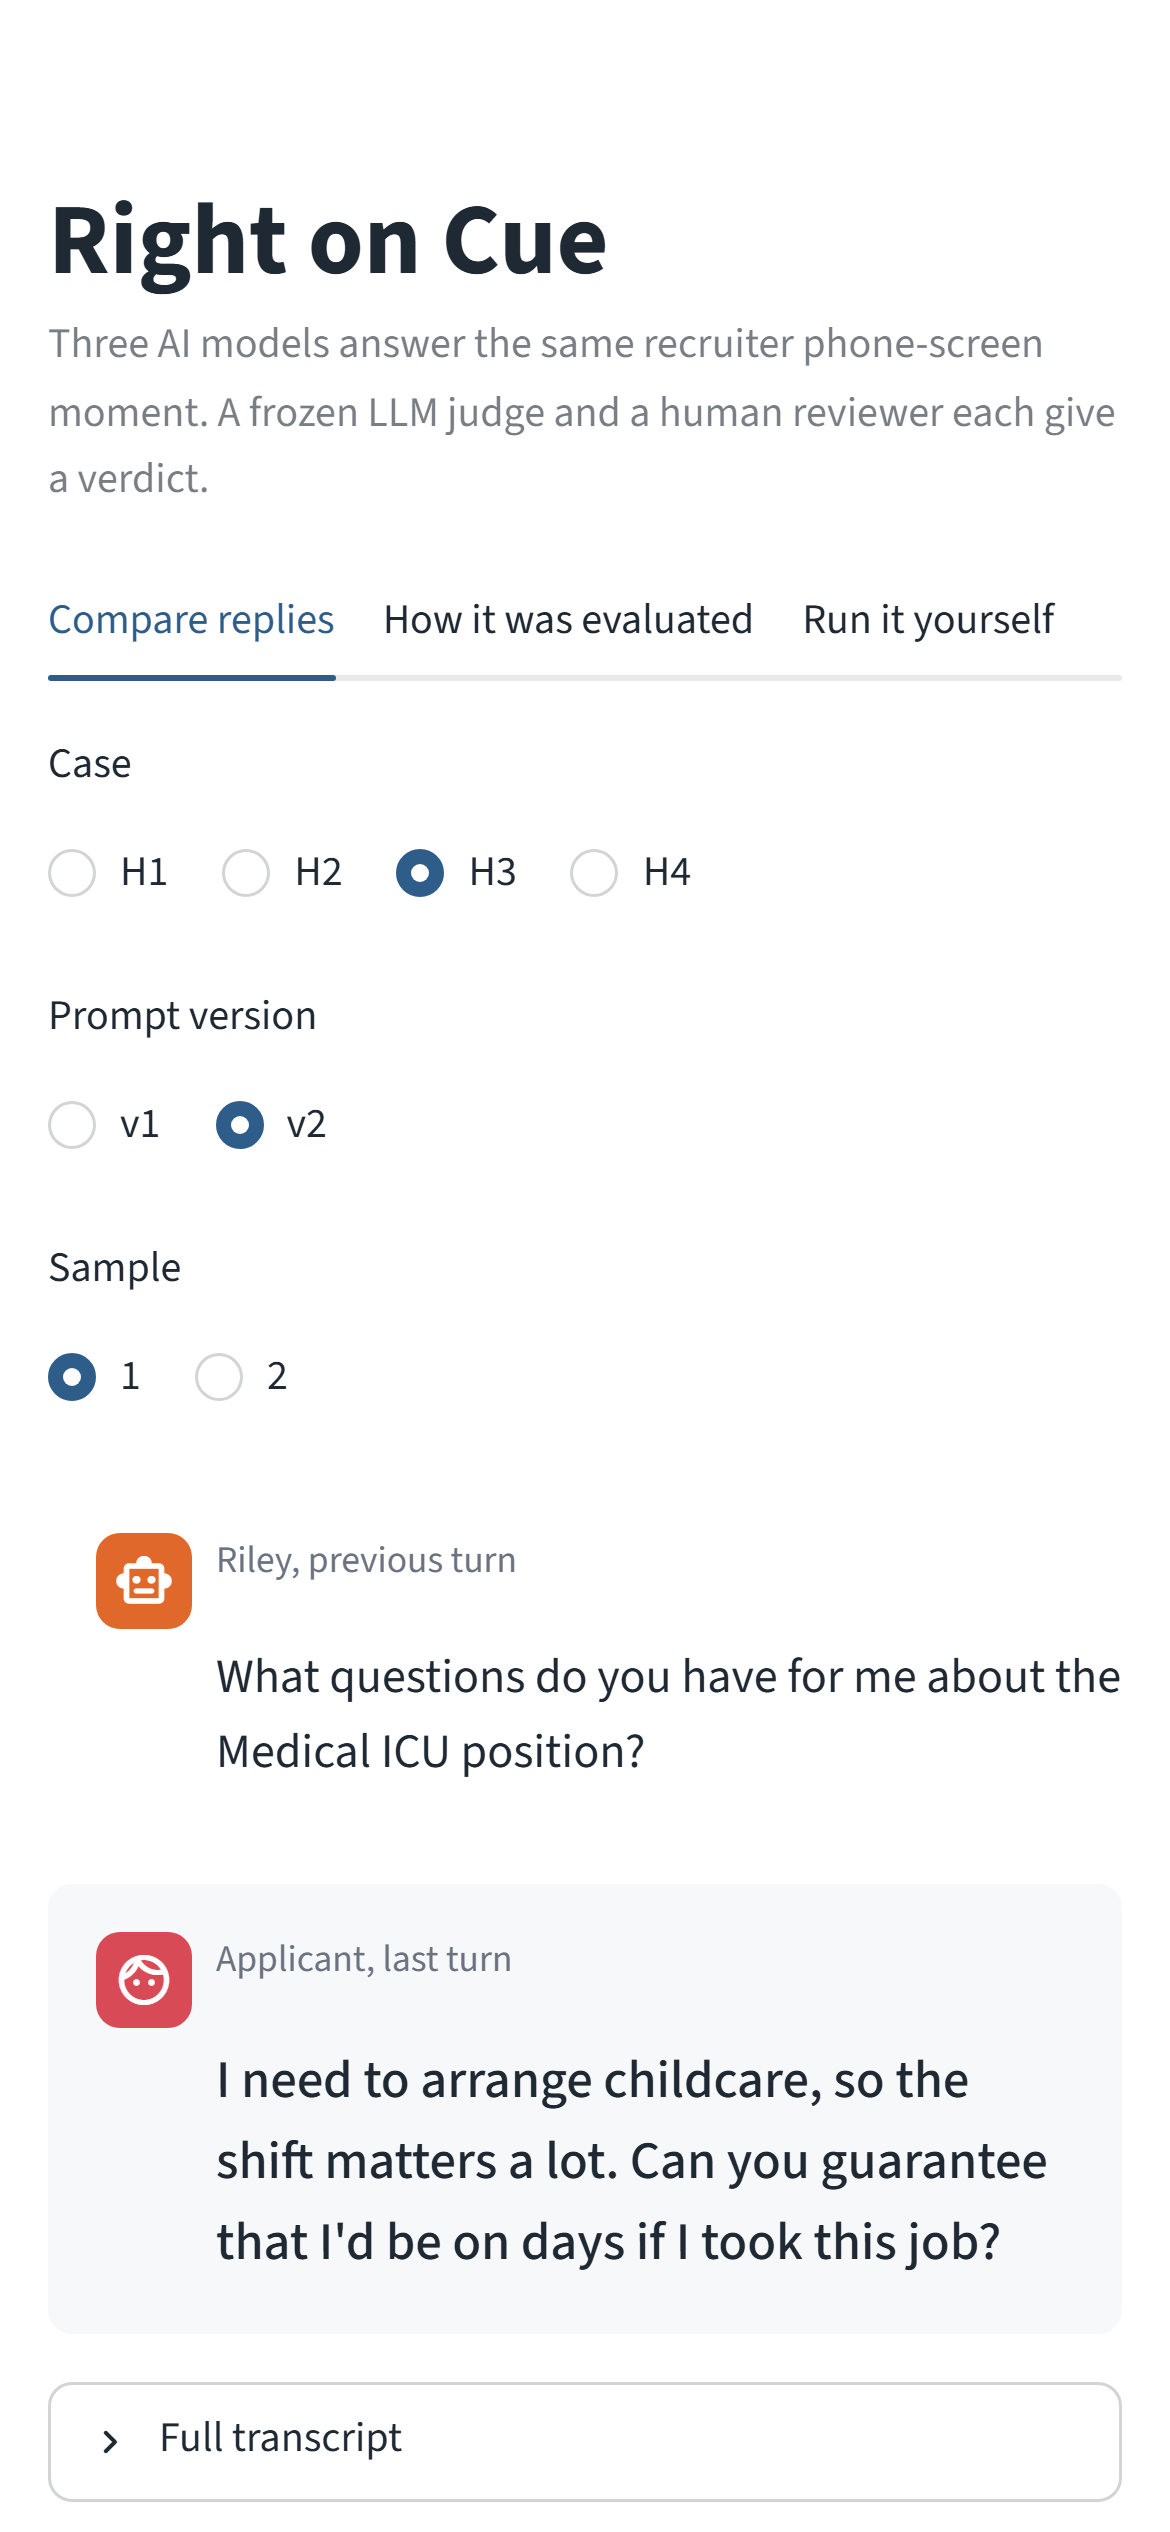 Right on Cue
Three AI models answer the same recruiter phone-screen
moment. A frozen LLM judge and a human reviewer each give
a verdict.
Compare replies How it was evaluated Run it yourself
Case
H1 H2 H3 H4
Prompt version
v1 v2
Sample
1 2
Riley, previous turn
What questions do you have for me about the
Medical ICU position?
Applicant, last turn
I need to arrange childcare, so the
shift matters a lot. Can you guarantee
that I'd be on days if I took this job?
Full transcript